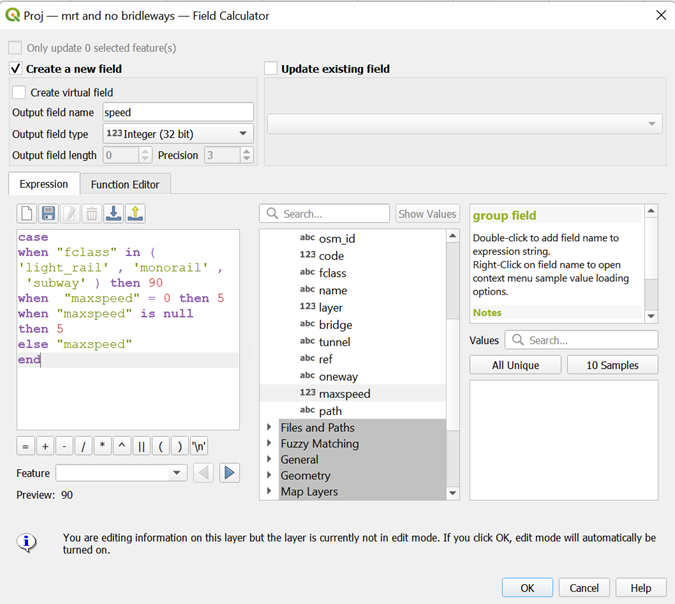 Proj — mrt and no bridleways — Field Calculator
Only update 0 selected feature(s)
Create a new field
Update existing field
Create virtual field
Output field name speed
Output field type 123 Integer (32 bit)
Output field length 0 Precision 3
Expression Function Editor
Search... Show Values
case
when "fclass" in (
'light_rail' , 'monorail' ,
'subway' ) then 90
when "maxspeed" = 0 then 5
when "maxspeed" is null
then 5
else "maxspeed"
end
= + - / * ^ || ( ) '\n'
Feature
Preview: 90
abc osm_id
123 code
abc fclass
abc name
123 layer
abc bridge
abc tunnel
abc ref
abc oneway
123 maxspeed
abc path
Files and Paths
Fuzzy Matching
General
Geometry
Map Layers
group field
Double-click to add field name to
expression string.
Right-Click on field name to open
context menu sample value loading
options.
Notes
Values Search...
All Unique 10 Samples
You are editing information on this layer but the layer is currently not in edit mode. If you click OK, edit mode will automatically be
turned on.
OK Cancel Help